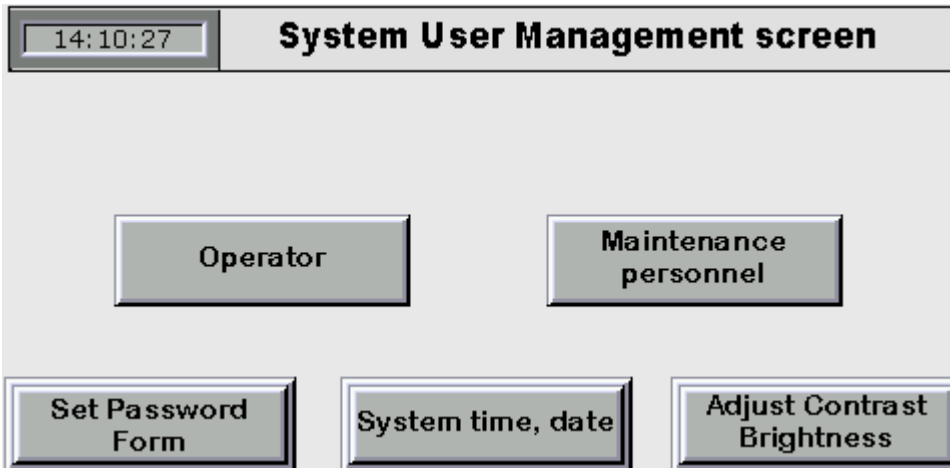 14:10:27
System User Management screen
Operator
Maintenance
personnel
Set Password
Form
System time, date
Adjust Contrast
Brightness